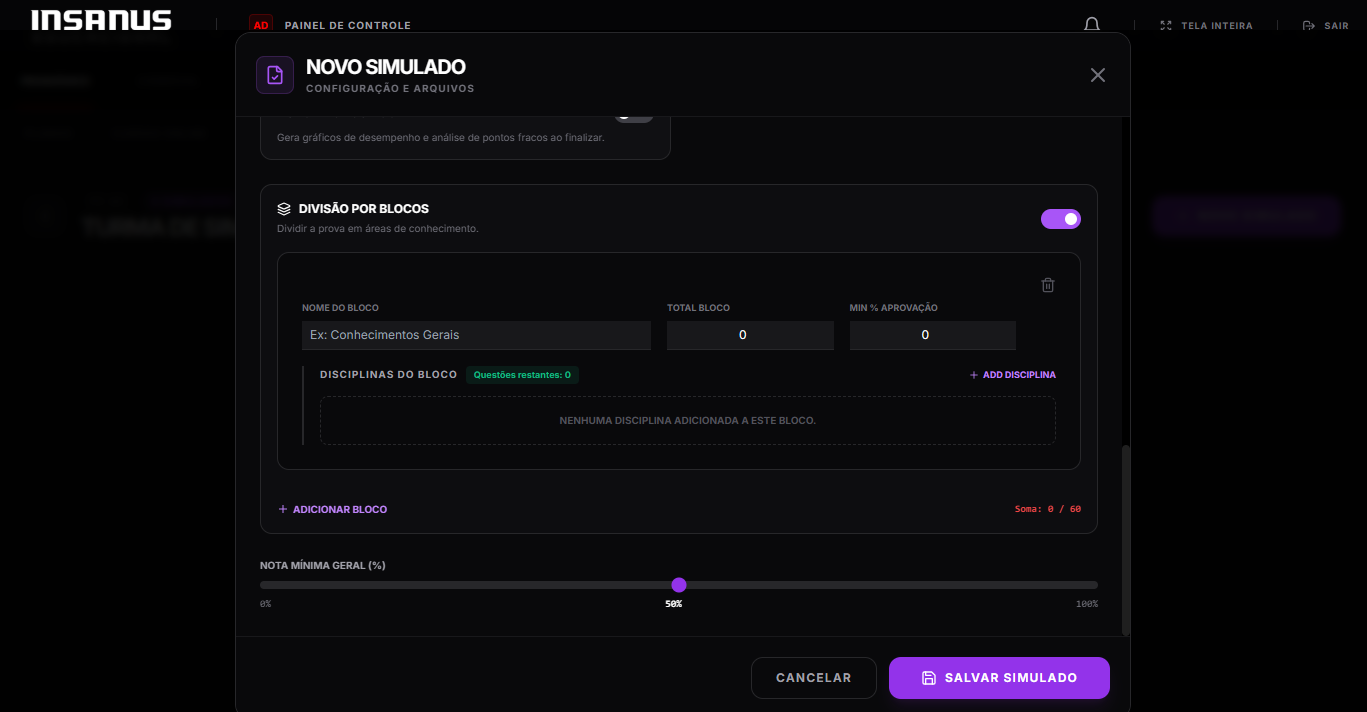 INSANUS
AD PAINEL DE CONTROLE
TELA INTEIRA
SAIR
NOVO SIMULADO
CONFIGURAÇÃO E ARQUIVOS
Gera gráficos de desempenho e análise de pontos fracos ao finalizar.
DIVISÃO POR BLOCOS
Dividir a prova em áreas de conhecimento.
NOME DO BLOCO TOTAL BLOCO MIN % APROVAÇÃO
Ex: Conhecimentos Gerais 0 0
DISCIPLINAS DO BLOCO Questões restantes: 0 + ADD DISCIPLINA
NENHUMA DISCIPLINA ADICIONADA A ESTE BLOCO.
+ ADICIONAR BLOCO Soma: 0 / 60
NOTA MÍNIMA GERAL (%)
0% 50% 100%
CANCELAR SALVAR SIMULADO